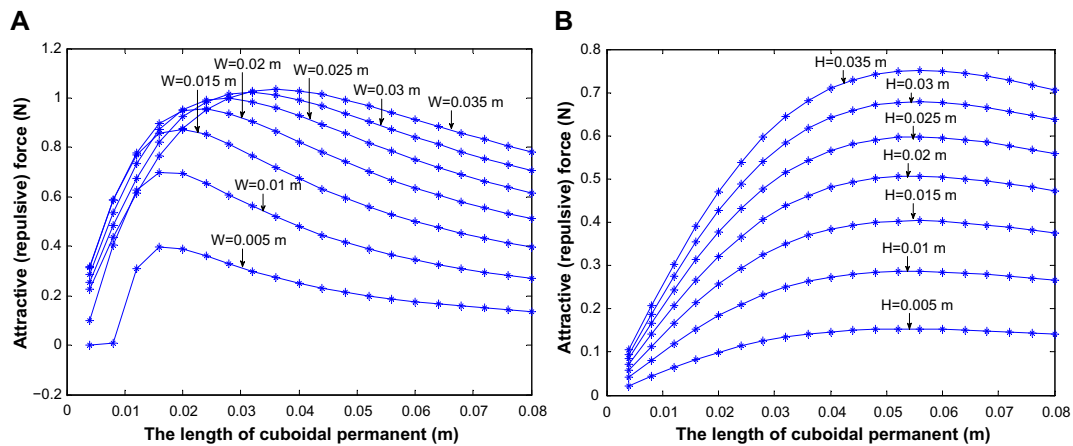 A
Attractive (repulsive) force (N)
1.2
1
0.8
0.6
0.4
0.2
0
−0.2
W=0.02 m
W=0.015 m
W=0.025 m
W=0.03 m
W=0.035 m
W=0.01 m
W=0.005 m
0 0.01 0.02 0.03 0.04 0.05 0.06 0.07 0.08
The length of cuboidal permanent (m)
B
Attractive (repulsive) force (N)
0.8
0.7
0.6
0.5
0.4
0.3
0.2
0.1
0
H=0.035 m
H=0.03 m
H=0.025 m
H=0.02 m
H=0.015 m
H=0.01 m
H=0.005 m
0 0.01 0.02 0.03 0.04 0.05 0.06 0.07 0.08
The length of cuboidal permanent (m)